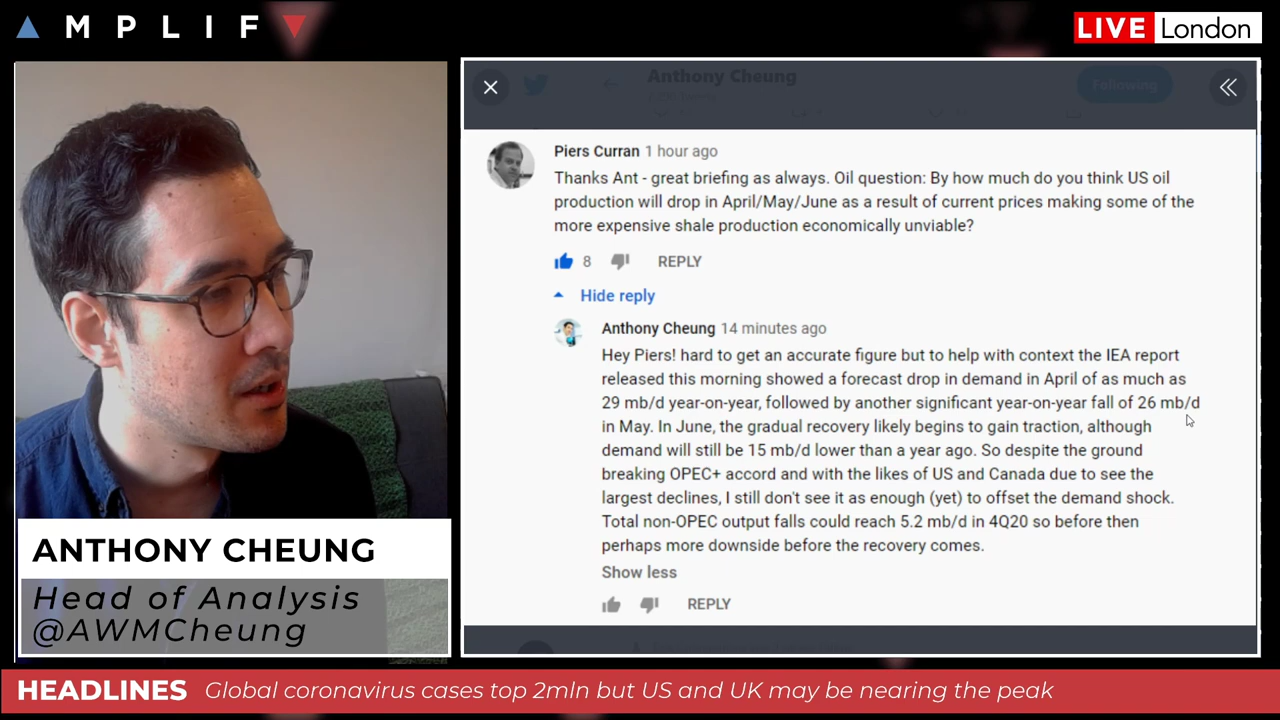 AMPLIFY
LIVE London
Anthony Cheung
Following
Piers Curran 1 hour ago
Thanks Ant - great briefing as always. Oil question: By how much do you think US oil
production will drop in April/May/June as a result of current prices making some of the
more expensive shale production economically unviable?
8 REPLY
Hide reply
Anthony Cheung 14 minutes ago
Hey Piers! hard to get an accurate figure but to help with context the IEA report
released this morning showed a forecast drop in demand in April of as much as
29 mb/d year-on-year, followed by another significant year-on-year fall of 26 mb/d
in May. In June, the gradual recovery likely begins to gain traction, although
demand will still be 15 mb/d lower than a year ago. So despite the ground
breaking OPEC+ accord and with the likes of US and Canada due to see the
largest declines, I still don't see it as enough (yet) to offset the demand shock.
Total non-OPEC output falls could reach 5.2 mb/d in 4Q20 so before then
perhaps more downside before the recovery comes.
Show less
REPLY
ANTHONY CHEUNG
Head of Analysis
@AWMCheung
HEADLINES Global coronavirus cases top 2mln but US and UK may be nearing the peak